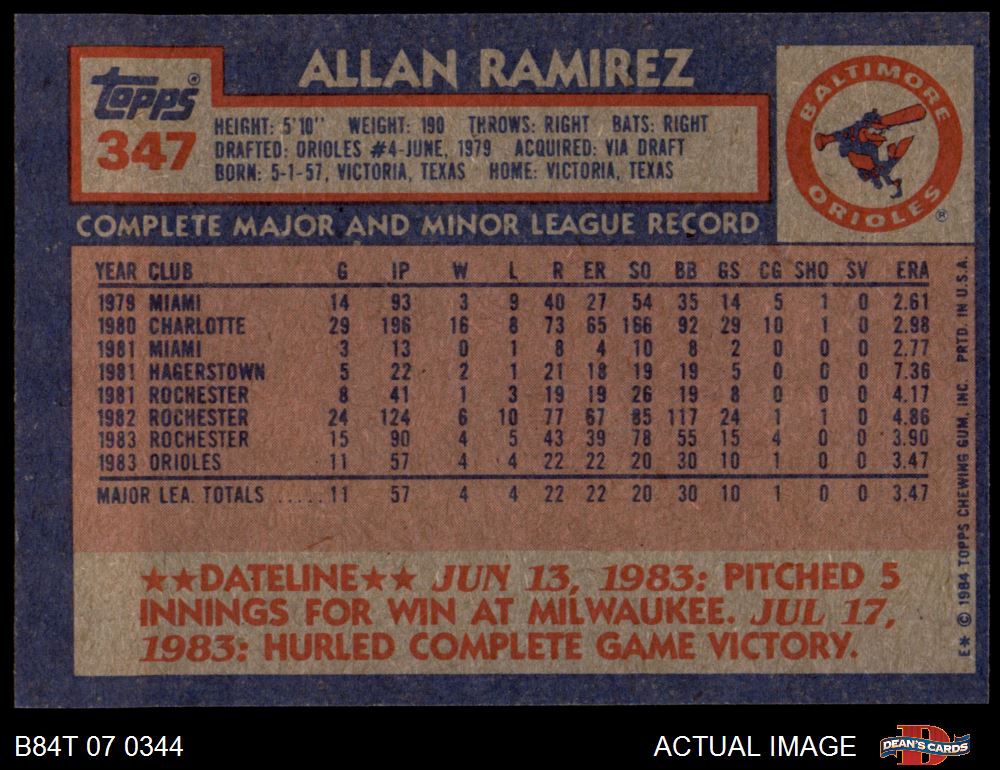 ALLAN RAMIREZ
Topps®
347
HEIGHT: 5'10" WEIGHT: 190 THROWS: RIGHT BATS: RIGHT
DRAFTED: ORIOLES #4-JUNE, 1979 ACQUIRED: VIA DRAFT
BORN: 5-1-57, VICTORIA, TEXAS HOME: VICTORIA, TEXAS
BALTIMORE
ORIOLES
®
COMPLETE MAJOR AND MINOR LEAGUE RECORD
YEAR CLUB G IP W L R ER SO BB GS CG SHO SV ERA
1979 MIAMI 14 93 3 9 40 27 54 35 14 5 1 0 2.61
1980 CHARLOTTE 29 196 16 8 73 65 166 92 29 10 1 0 2.98
1981 MIAMI 3 13 0 1 8 4 10 8 2 0 0 0 2.77
1981 HAGERSTOWN 5 22 2 1 21 18 19 19 5 0 0 0 7.36
1981 ROCHESTER 8 41 1 3 19 19 26 19 8 0 0 0 4.17
1982 ROCHESTER 24 124 6 10 77 67 85 117 24 1 1 0 4.86
1983 ROCHESTER 15 90 4 5 43 39 78 55 15 4 0 0 3.90
1983 ORIOLES 11 57 4 4 22 22 20 30 10 1 0 0 3.47
MAJOR LEA. TOTALS .....11 57 4 4 22 22 20 30 10 1 0 0 3.47
★★DATELINE★★ JUN 13, 1983: PITCHED 5
INNINGS FOR WIN AT MILWAUKEE. JUL 17,
1983: HURLED COMPLETE GAME VICTORY.
E* © 1984 TOPPS CHEWING GUM, INC. PRTD. IN U.S.A.
B84T 07 0344
ACTUAL IMAGE
D
DEAN'S CARDS